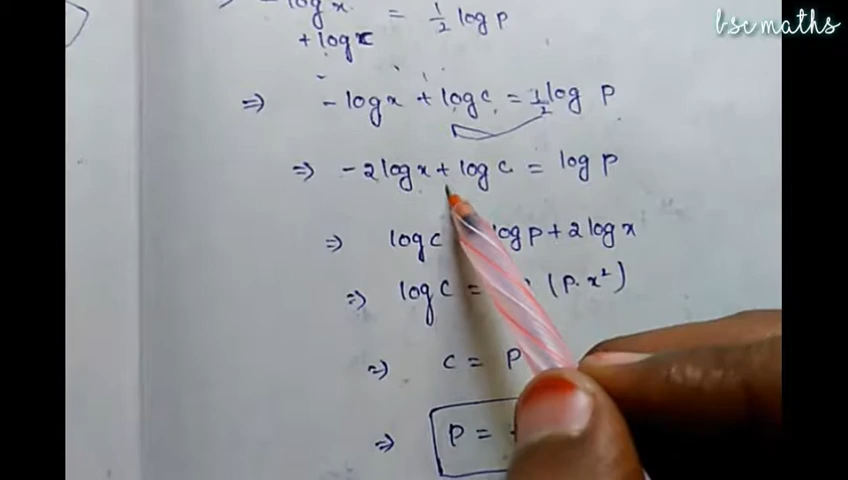 bsc maths
- log x = 1/2 log p
+ log c
⇒ - log x + log c = 1/2 log p
⇒ - 2 log x + log c = log p
⇒ log c log p + 2 log x
⇒ log c = (p. x²)
⇒ c = p
⇒ p =